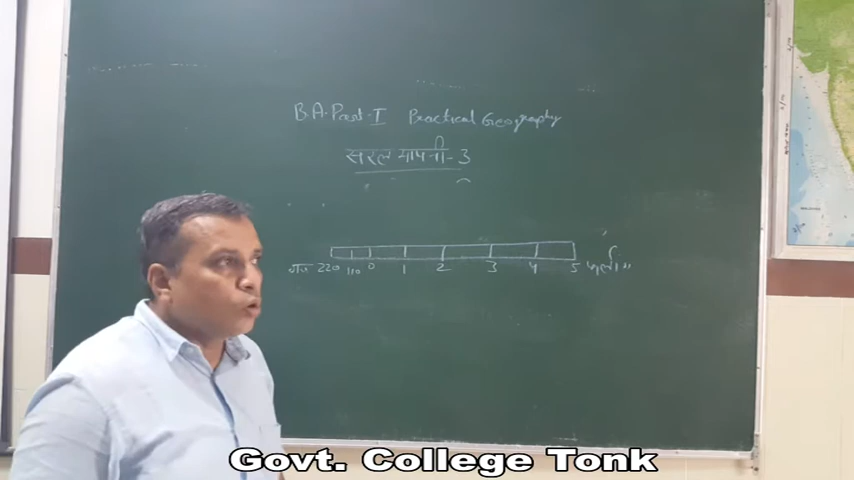 B.A. Part-I Practical Geography
सरल मापनी-3
गज 220 110 0 1 2 3 4 5 फर्लांग
Govt. College Tonk